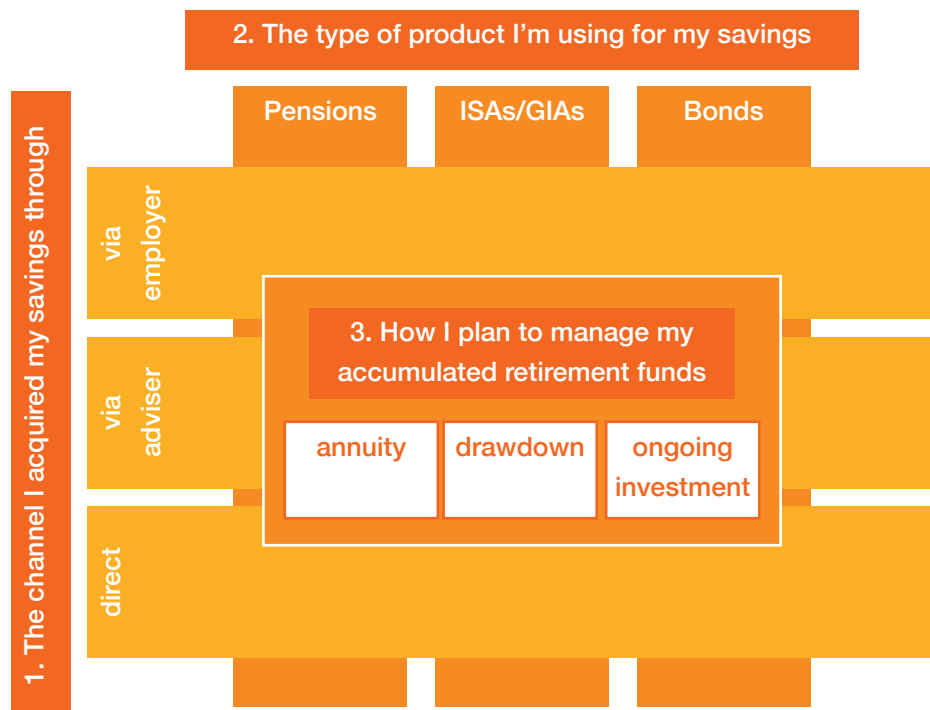 2. The type of product I’m using for my savings
1. The channel I acquired my savings through
Pensions
ISAs/GIAs
Bonds
via
employer
3. How I plan to manage my
accumulated retirement funds
via
adviser
annuity
drawdown
ongoing
investment
direct